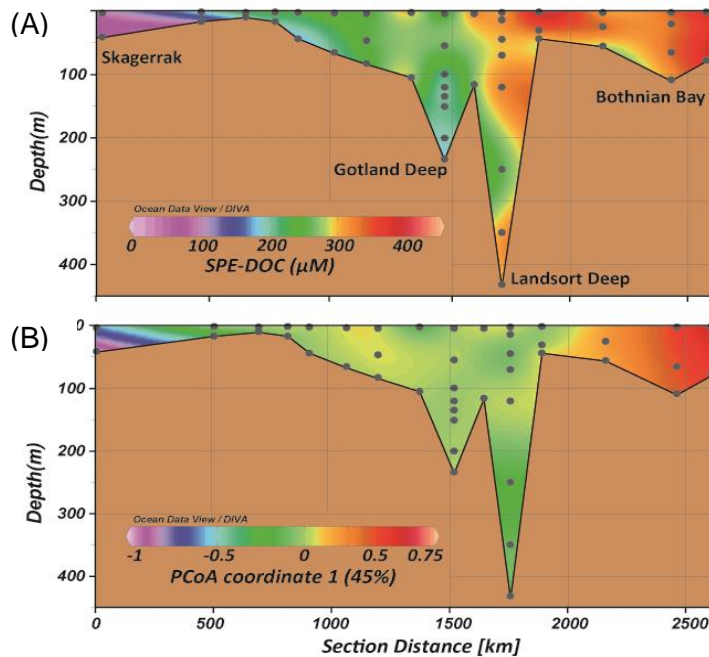 (A)
Skagerrak
100
200
300
400
Depth(m)
Gotland Deep
Bothnian Bay
Landsort Deep
Ocean Data View / DIVA
0 100 200 300 400
SPE-DOC (µM)
(B)
0
100
200
300
400
Depth(m)
Ocean Data View / DIVA
-1 -0.5 0 0.5 0.75
PCoA coordinate 1 (45%)
0 500 1000 1500 2000 2500
Section Distance [km]